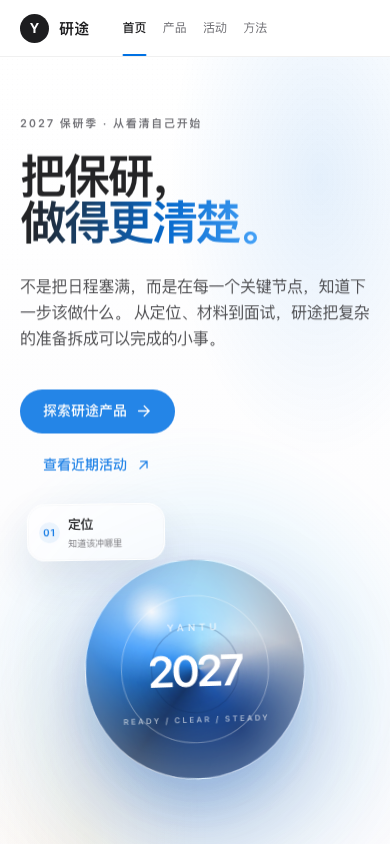 Y 研途 首页 产品 活动 方法
2027 保研季 · 从看清自己开始
把保研，
做得更清楚。
不是把日程塞满，而是在每一个关键节点，知道下
一步该做什么。 从定位、材料到面试，研途把复杂
的准备拆成可以完成的小事。
探索研途产品 →
查看近期活动 ↗
01 定位
知道该冲哪里
YANTU
2027
READY / CLEAR / STEADY